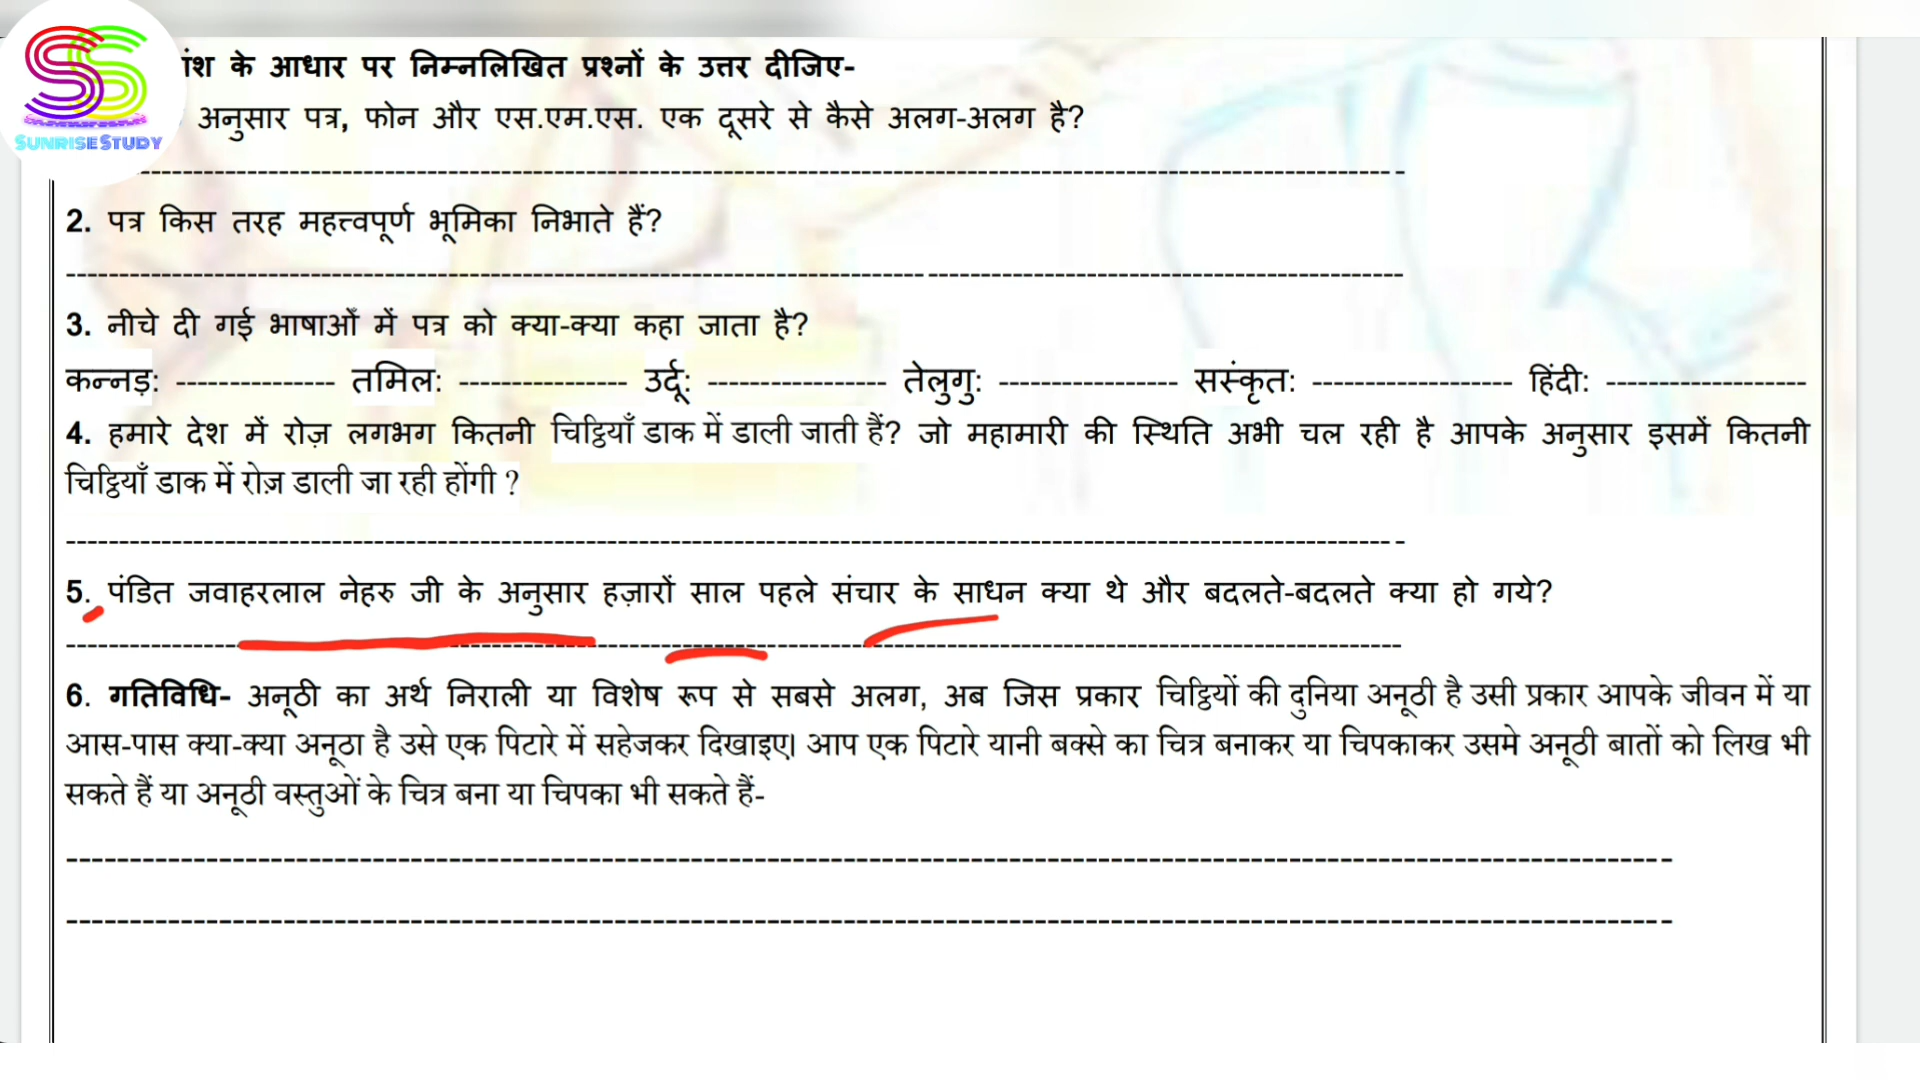 SUNRISE STUDY
ंश के आधार पर निम्नलिखित प्रश्नों के उत्तर दीजिए-
अनुसार पत्र, फोन और एस.एम.एस. एक दूसरे से कैसे अलग-अलग है?
2. पत्र किस तरह महत्त्वपूर्ण भूमिका निभाते हैं?
3. नीचे दी गई भाषाओं में पत्र को क्या-क्या कहा जाता है?
कन्नड़: --------------- तमिल: ---------------- उर्दू: ----------------- तेलुगु: ----------------- सस्ंकृत: ------------------- हिंदी: -------------------
4. हमारे देश में रोज़ लगभग कितनी चिट्ठियाँ डाक में डाली जाती हैं? जो महामारी की स्थिति अभी चल रही है आपके अनुसार इसमें कितनी
चिट्ठियाँ डाक में रोज़ डाली जा रही होंगी ?
5. पंडित जवाहरलाल नेहरु जी के अनुसार हज़ारों साल पहले संचार के साधन क्या थे और बदलते-बदलते क्या हो गये?
6. गतिविधि- अनूठी का अर्थ निराली या विशेष रूप से सबसे अलग, अब जिस प्रकार चिट्ठियों की दुनिया अनूठी है उसी प्रकार आपके जीवन में या
आस-पास क्या-क्या अनूठा है उसे एक पिटारे में सहेजकर दिखाइए। आप एक पिटारे यानी बक्से का चित्र बनाकर या चिपकाकर उसमे अनूठी बातों को लिख भी
सकते हैं या अनूठी वस्तुओं के चित्र बना या चिपका भी सकते हैं-